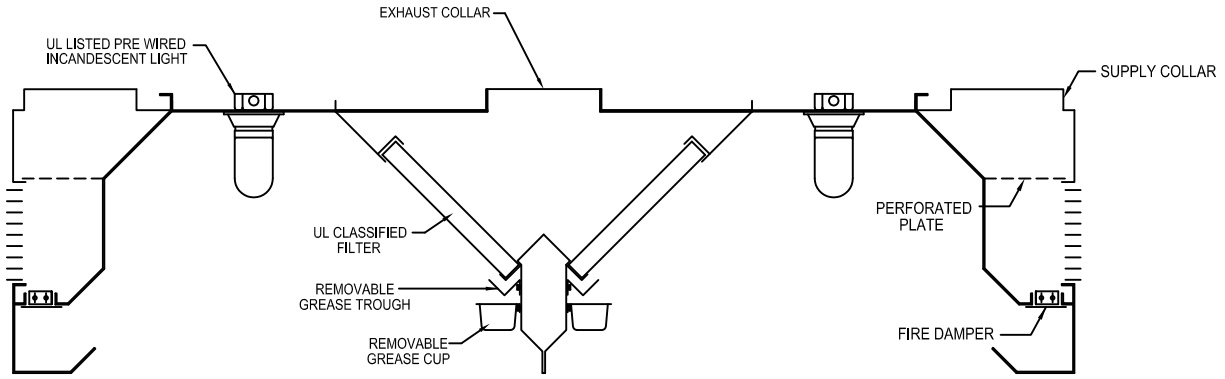 EXHAUST COLLAR
UL LISTED PRE WIRED
INCANDESCENT LIGHT
SUPPLY COLLAR
PERFORATED
PLATE
UL CLASSIFIED
FILTER
REMOVABLE
GREASE TROUGH
REMOVABLE
GREASE CUP
FIRE DAMPER